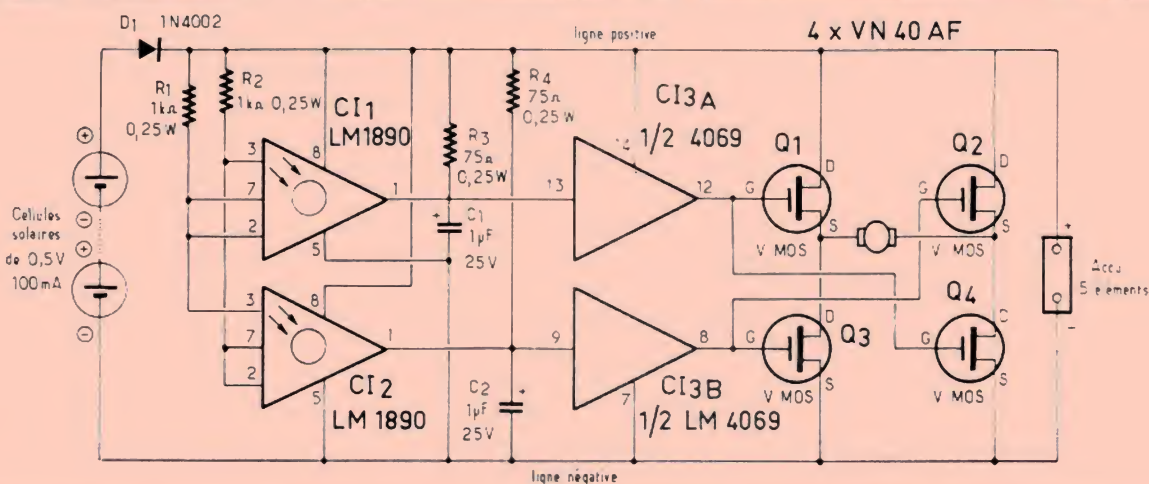 D1 1N4002
ligne positive
4 x VN 40 AF
R1
1kΩ
0,25W
R2
1kΩ 0,25W
CI1
LM1890
R3
75Ω
0,25W
R4
75Ω
0,25W
CI3A
1/2 4069
Q1
Q2
3
7
2
8
1
5
13
14
12
G
D
S
V MOS
G
D
S
V MOS
C1
1µF
25V
+
Cellules
solaires
de 0,5V
100mA
⊕
⊖
⊕
⊖
Accu
5 éléments
+
-
3
7
2
8
1
5
CI2
LM 1890
C2
1µF
25V
+
9
8
7
CI3B
1/2 LM 4069
G
D
S
Q3
V MOS
Q4
G
S
V MOS
ligne négative